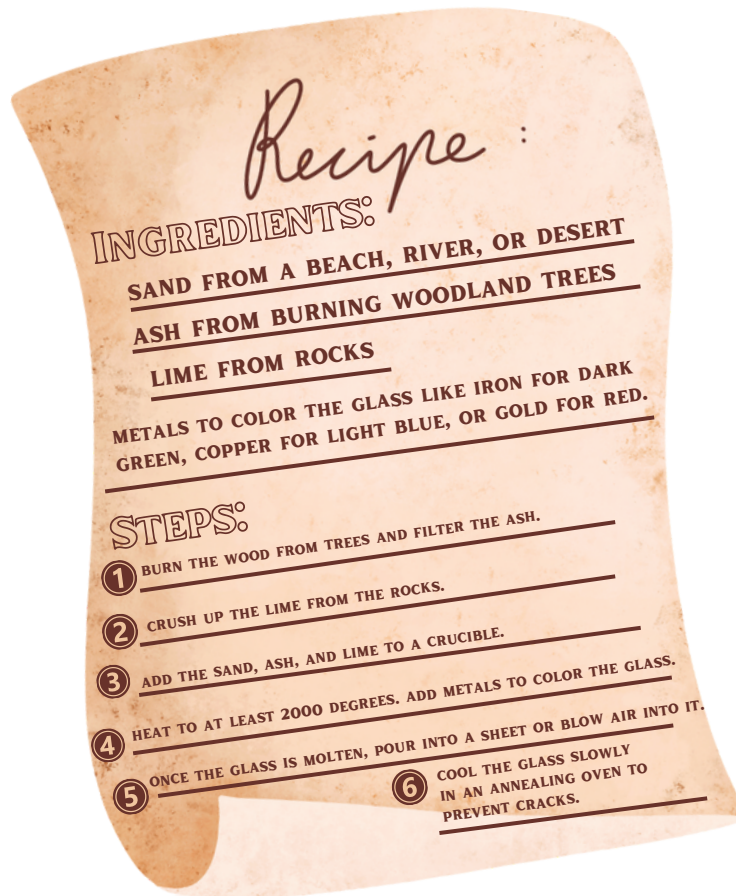 Recipe :
INGREDIENTS:
SAND FROM A BEACH, RIVER, OR DESERT
ASH FROM BURNING WOODLAND TREES
LIME FROM ROCKS
METALS TO COLOR THE GLASS LIKE IRON FOR DARK
GREEN, COPPER FOR LIGHT BLUE, OR GOLD FOR RED.
STEPS:
1 BURN THE WOOD FROM TREES AND FILTER THE ASH.
2 CRUSH UP THE LIME FROM THE ROCKS.
3 ADD THE SAND, ASH, AND LIME TO A CRUCIBLE.
4 HEAT TO AT LEAST 2000 DEGREES. ADD METALS TO COLOR THE GLASS.
5 ONCE THE GLASS IS MOLTEN, POUR INTO A SHEET OR BLOW AIR INTO IT.
6 COOL THE GLASS SLOWLY
IN AN ANNEALING OVEN TO
PREVENT CRACKS.